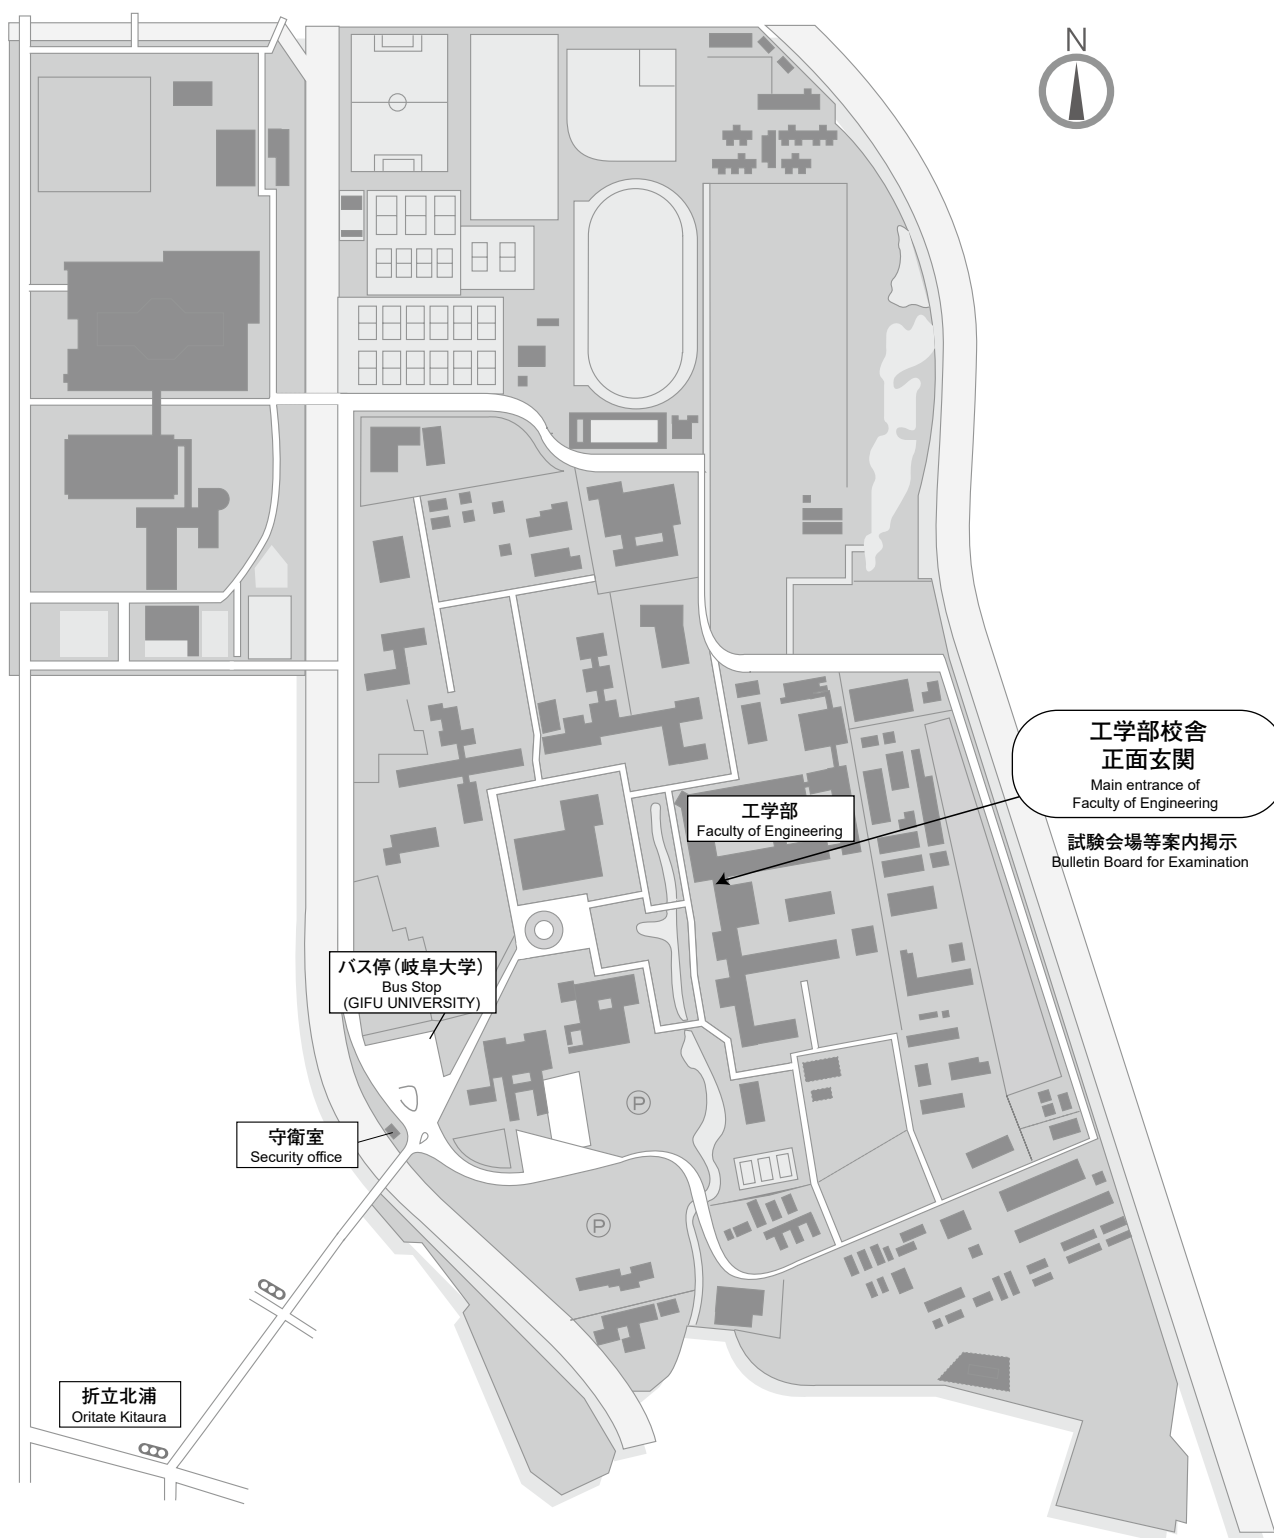 N
工学部校舎
正面玄関
Main entrance of
Faculty of Engineering
工学部
Faculty of Engineering
試験会場等案内掲示
Bulletin Board for Examination
バス停（岐阜大学）
Bus Stop
(GIFU UNIVERSITY)
P
守衛室
Security office
P
折立北浦
Oritate Kitaura